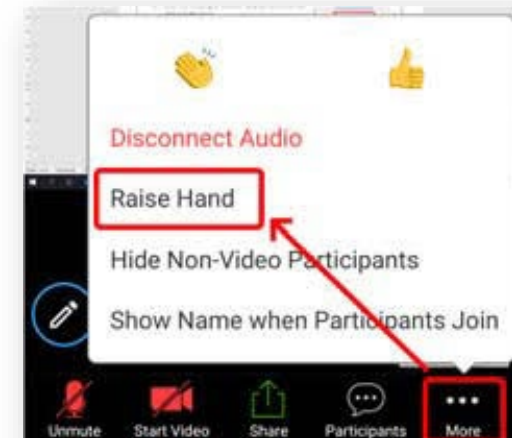 Disconnect Audio
Raise Hand
Hide Non-Video Participants
Show Name when Participants Join
Unmute Start Video Share Participants More